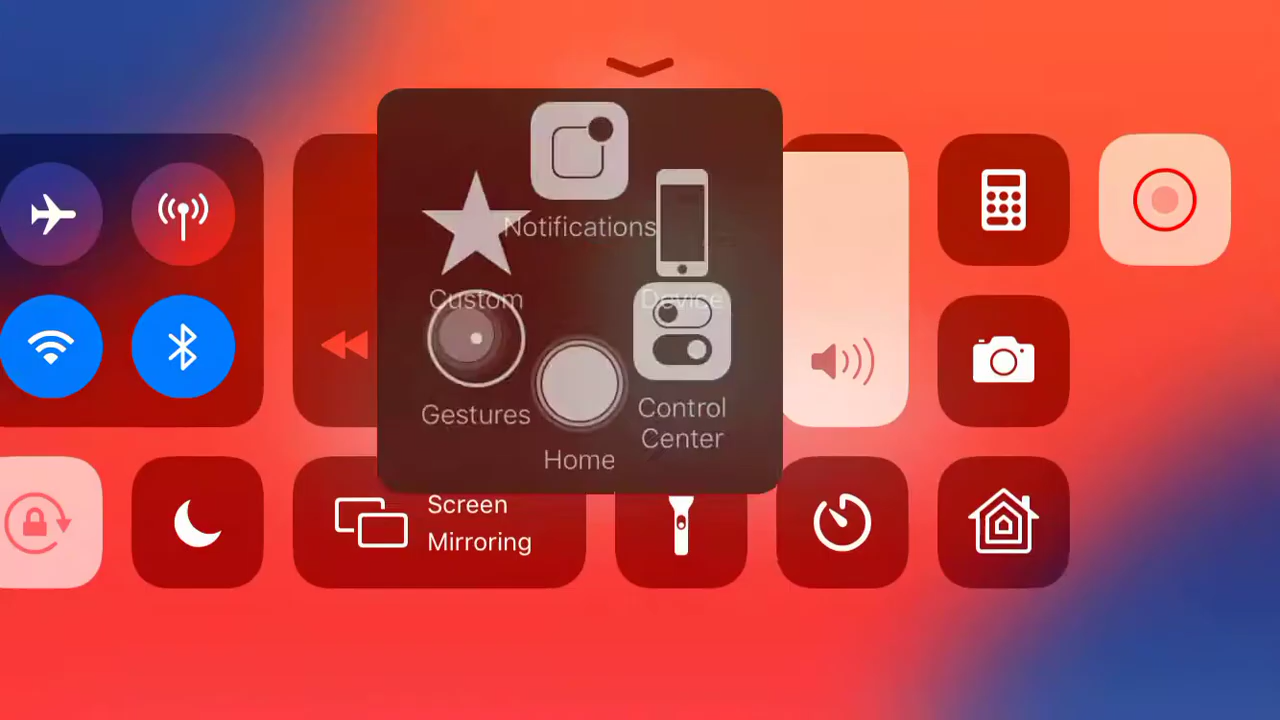 Notifications
Custom
Device
Gestures
Control
Center
Home
Screen
Mirroring